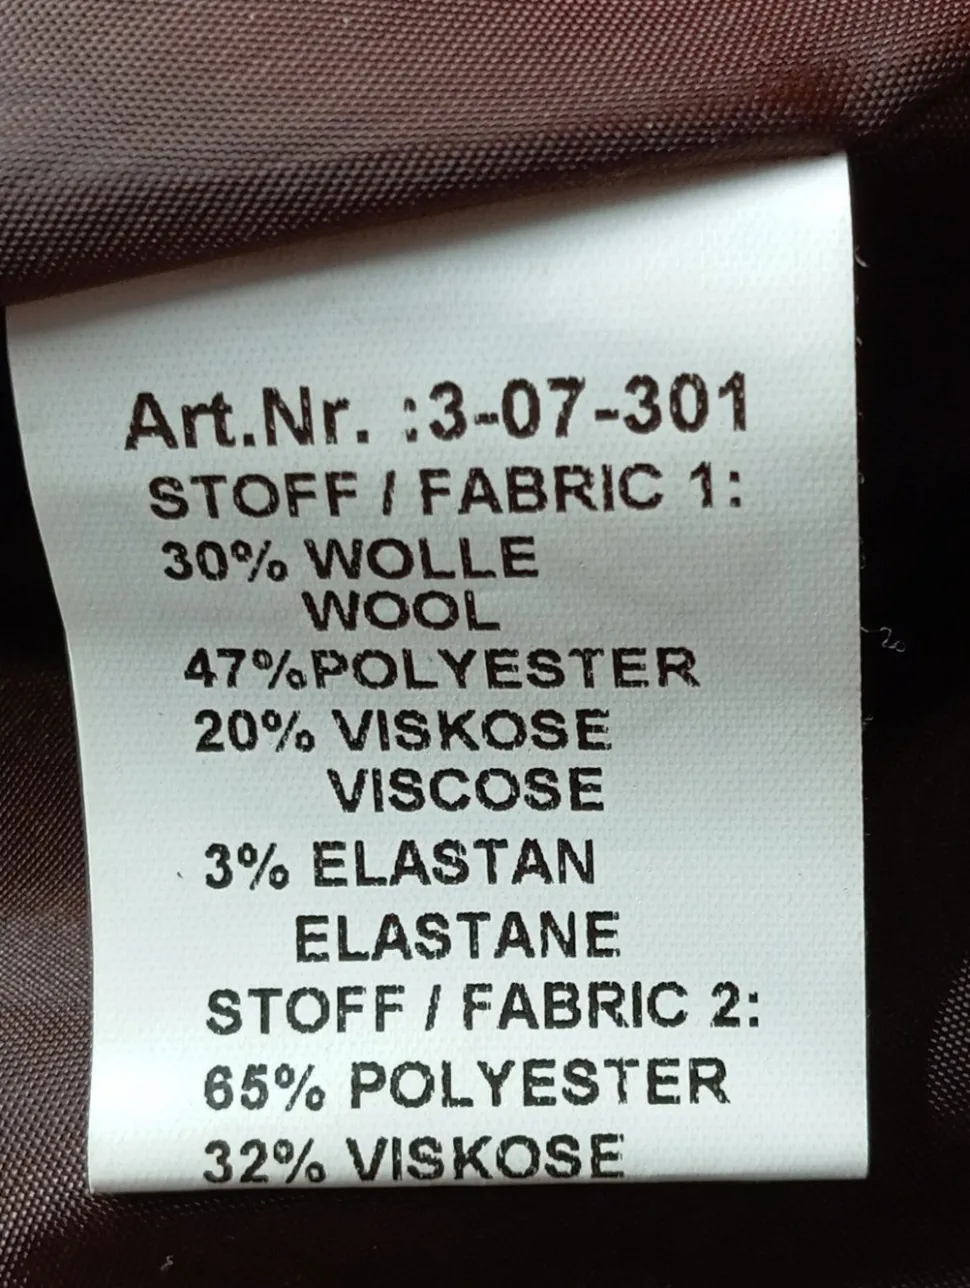 Art.Nr. :3-07-301
STOFF / FABRIC 1:
30% WOLLE
WOOL
47%POLYESTER
20% VISKOSE
VISCOSE
3% ELASTAN
ELASTANE
STOFF / FABRIC 2:
65% POLYESTER
32% VISKOSE